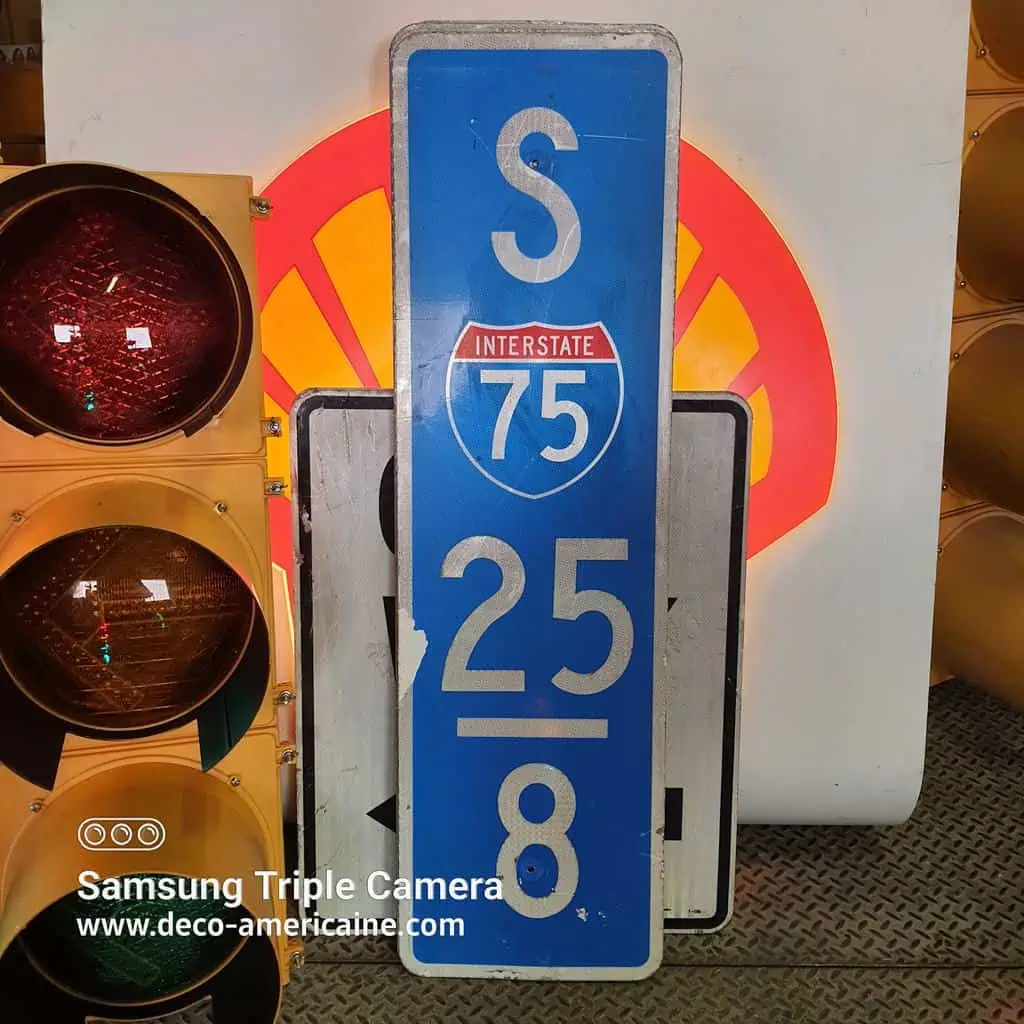 S
INTERSTATE
75
25
8
Samsung Triple Camera
www.deco-americaine.com